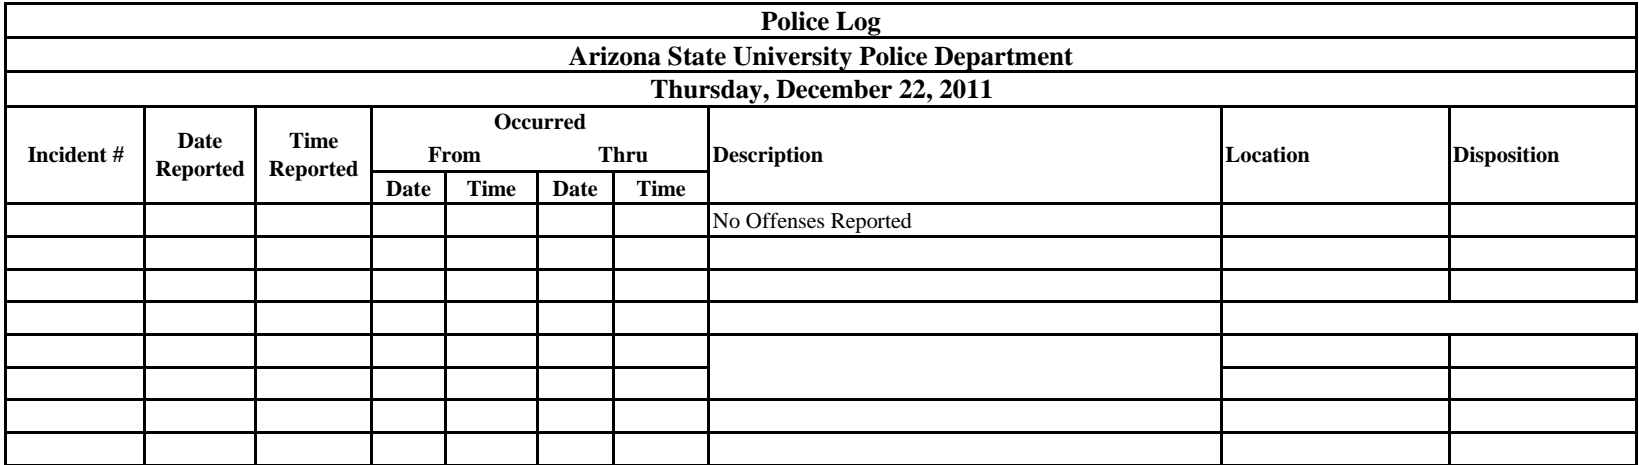 Police Log
Arizona State University Police Department
Thursday, December 22, 2011
Incident # Date Reported Time Reported Occurred Description Location Disposition
From Thru
Date Time Date Time
No Offenses Reported